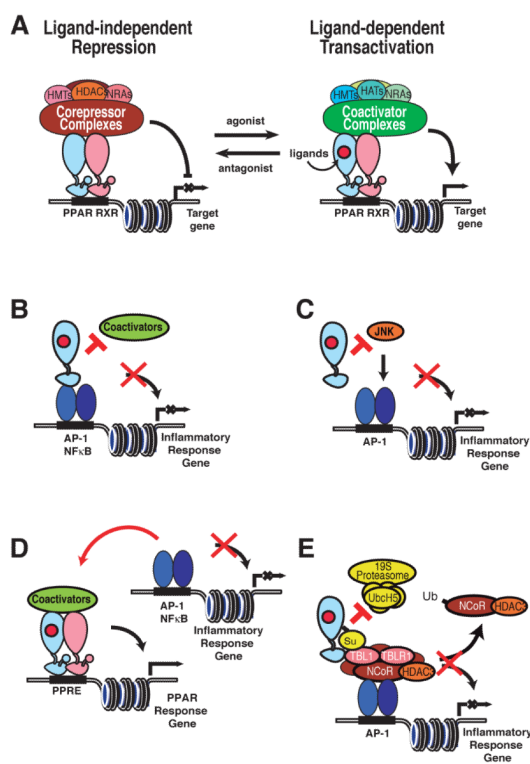 A
Ligand-independent
Repression
Ligand-dependent
Transactivation
HMTs
HDACs
NRAs
Corepressor
Complexes
agonist
antagonist
HMTs
HATs
NRAs
Coactivator
Complexes
ligands
PPAR RXR
Target
gene
PPAR RXR
Target
gene
B
Coactivators
AP-1
NFκB
Inflammatory
Response
Gene
C
JNK
AP-1
Inflammatory
Response
Gene
D
Coactivators
AP-1
NFκB
Inflammatory
Response
Gene
PPRE
PPAR
Response
Gene
E
19S
Proteasome
UbcH5
Ub
NCoR
HDACs
Su
TBL1
TBLR1
NCoR
HDACs
AP-1
Inflammatory
Response
Gene